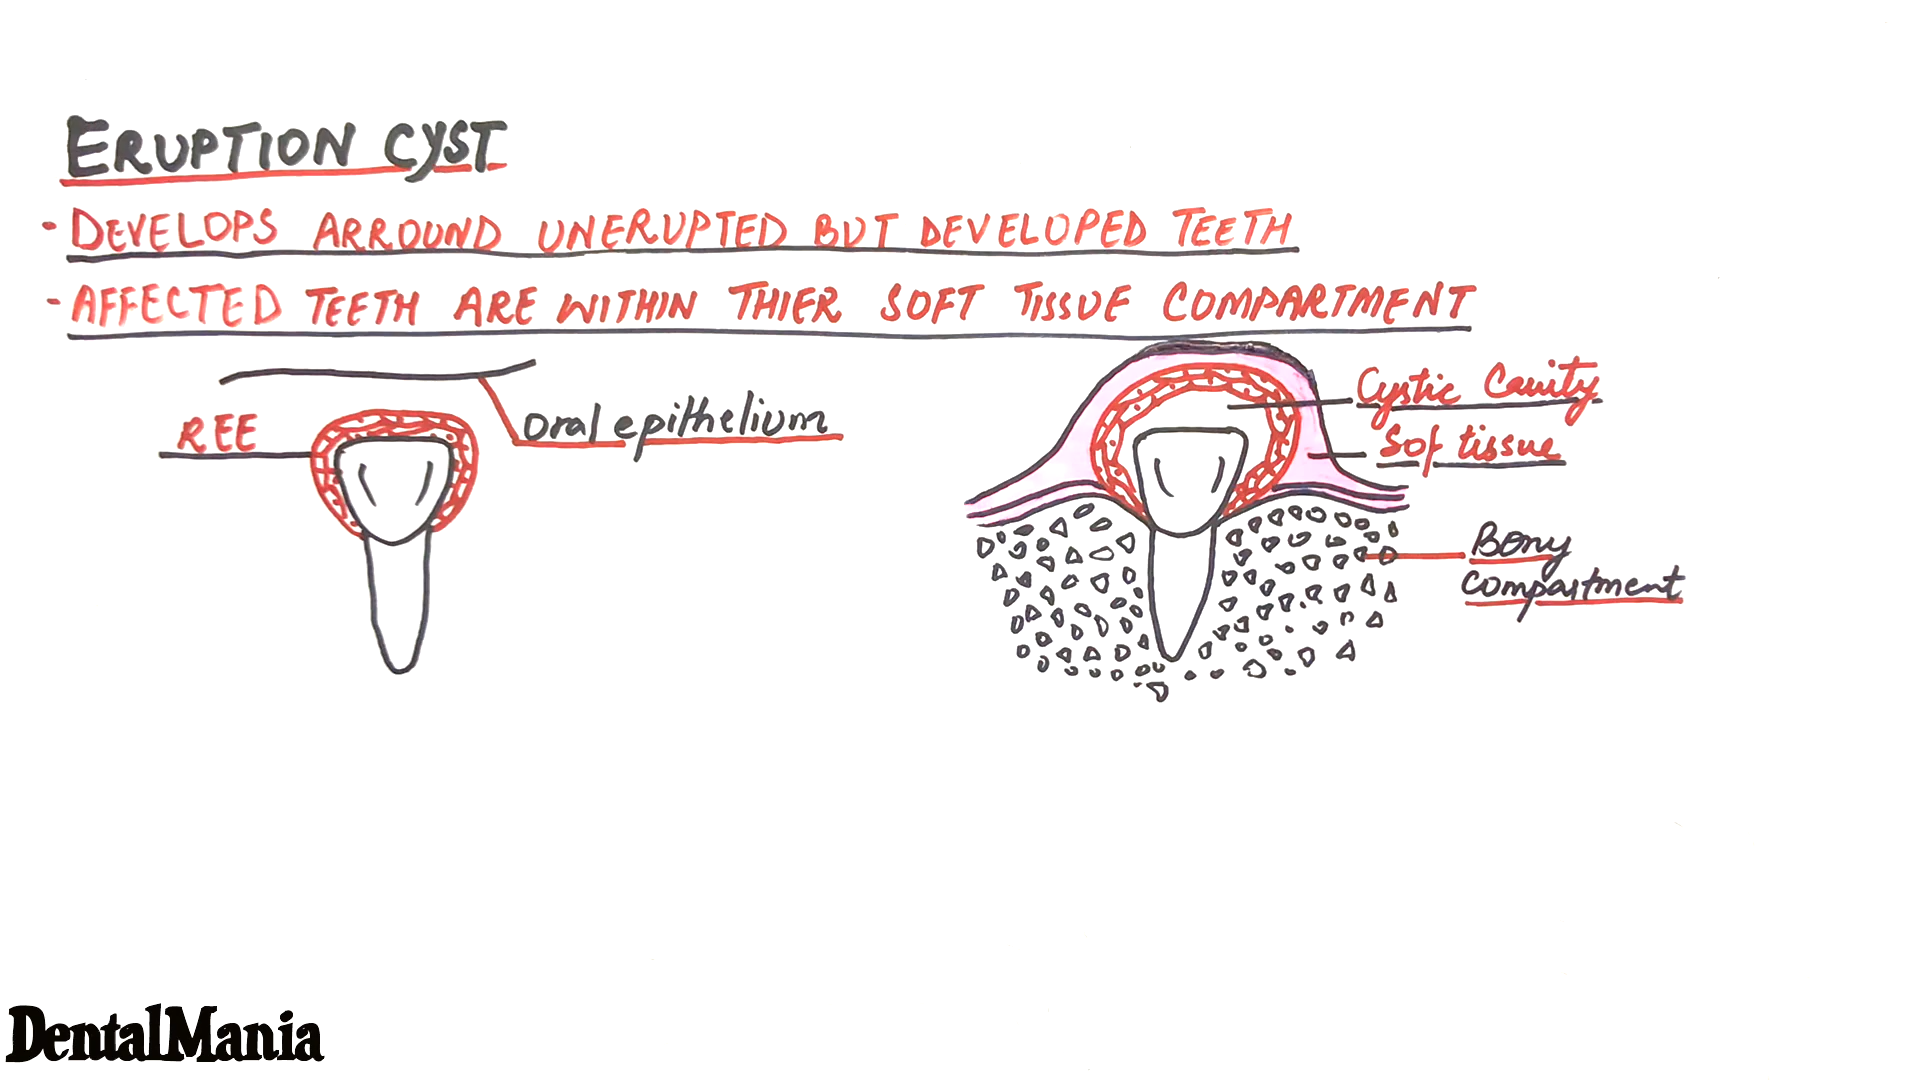 ERUPTION CYST
- DEVELOPS ARROUND UNERUPTED BUT DEVELOPED TEETH
- AFFECTED TEETH ARE WITHIN THIER SOFT TISSUE COMPARTMENT
REE
Oral epithelium
Cystic Cavity
Sof tissue
Bony
compartment
DentalMania